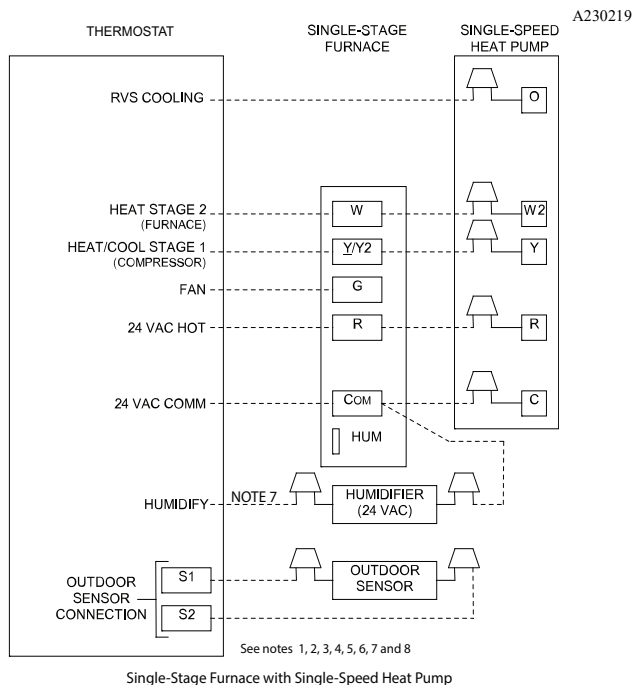 A230219
THERMOSTAT
SINGLE-STAGE
FURNACE
SINGLE-SPEED
HEAT PUMP
RVS COOLING
O
HEAT STAGE 2
(FURNACE)
W
W2
HEAT/COOL STAGE 1
(COMPRESSOR)
Y/Y2
Y
FAN
G
24 VAC HOT
R
R
24 VAC COMM
COM
C
HUM
HUMIDIFY
NOTE 7
HUMIDIFIER
(24 VAC)
OUTDOOR
SENSOR
CONNECTION
S1
S2
OUTDOOR
SENSOR
See notes 1, 2, 3, 4, 5, 6, 7 and 8
Single-Stage Furnace with Single-Speed Heat Pump